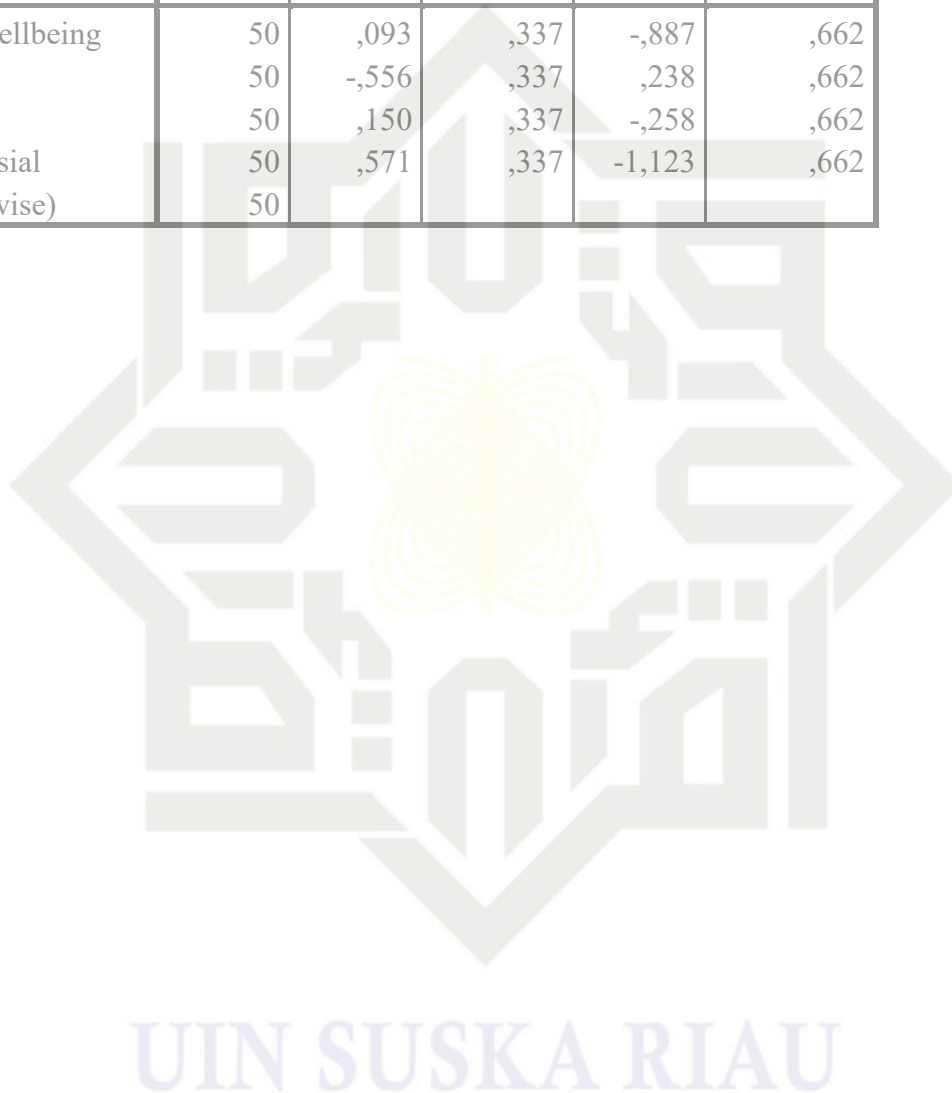 ellbeing 50 ,093 ,337 -,887 ,662
50 -,556 ,337 ,238 ,662
50 ,150 ,337 -,258 ,662
sial 50 ,571 ,337 -1,123 ,662
wise) 50
UIN SUSKA RIAU